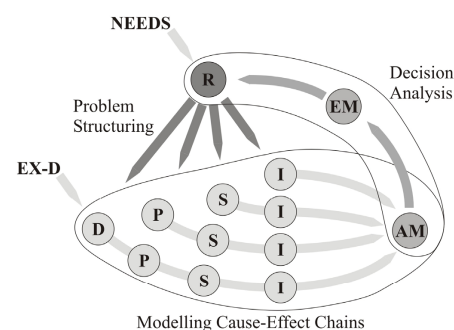 NEEDS
R
Decision
Analysis
EM
Problem
Structuring
EX-D
I
S
P
I
D
S
I
AM
P
S
I
Modelling Cause-Effect Chains